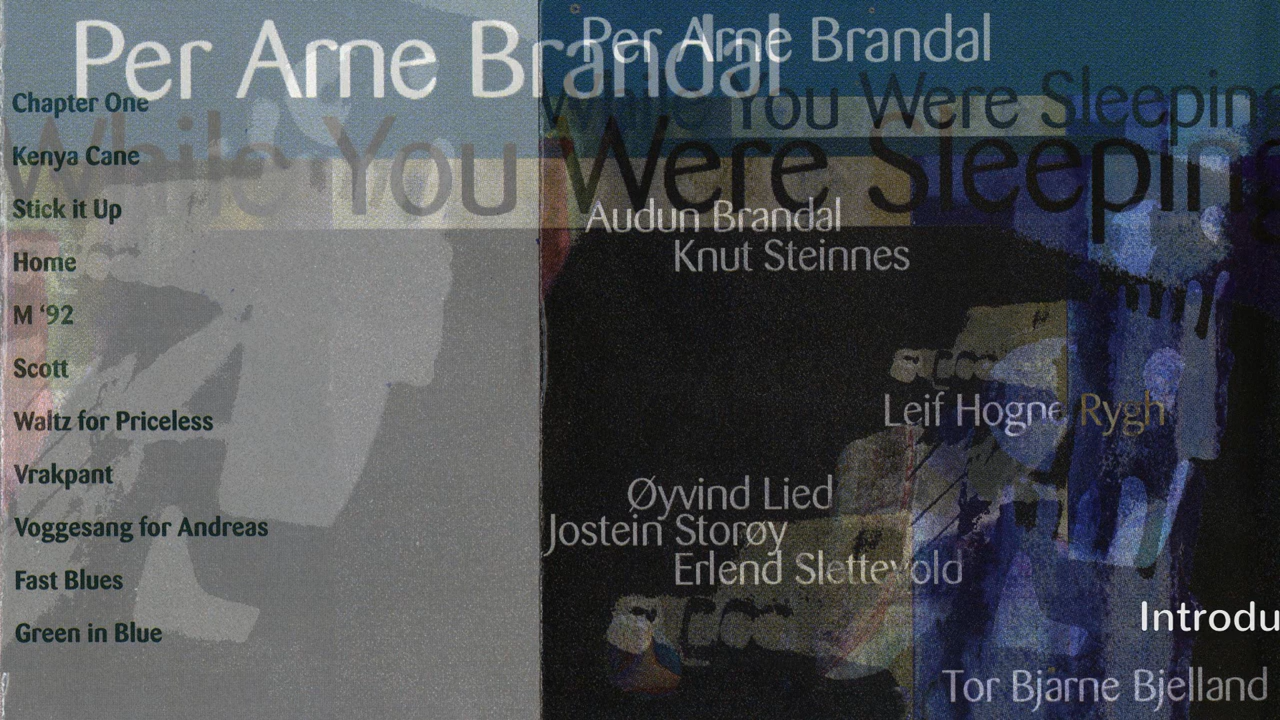 Per Arne Brandal
While You Were Sleeping
Chapter One
Kenya Cane
Stick it Up
Home
M ‘92
Scott
Waltz for Priceless
Vrakpant
Voggesang for Andreas
Fast Blues
Green in Blue
Per Arne Brandal
While You Were Sleeping
Audun Brandal
Knut Steinnes
Leif Hogne Rygh
Øyvind Lied
Jostein Storøy
Erlend Slettevold
Introdu
Tor Bjarne Bjelland